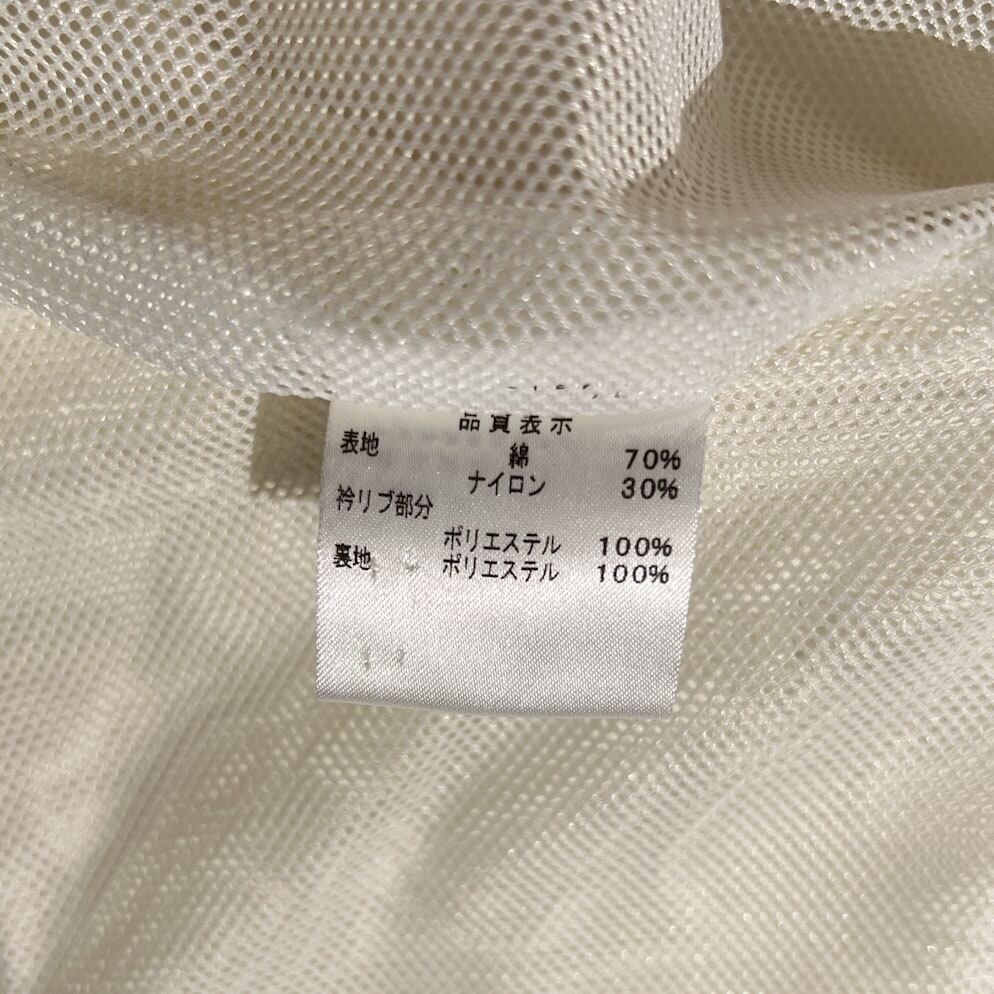 品質表示
表地
綿 70%
ナイロン 30%
衿リブ部分
ポリエステル 100%
裏地 ポリエステル 100%